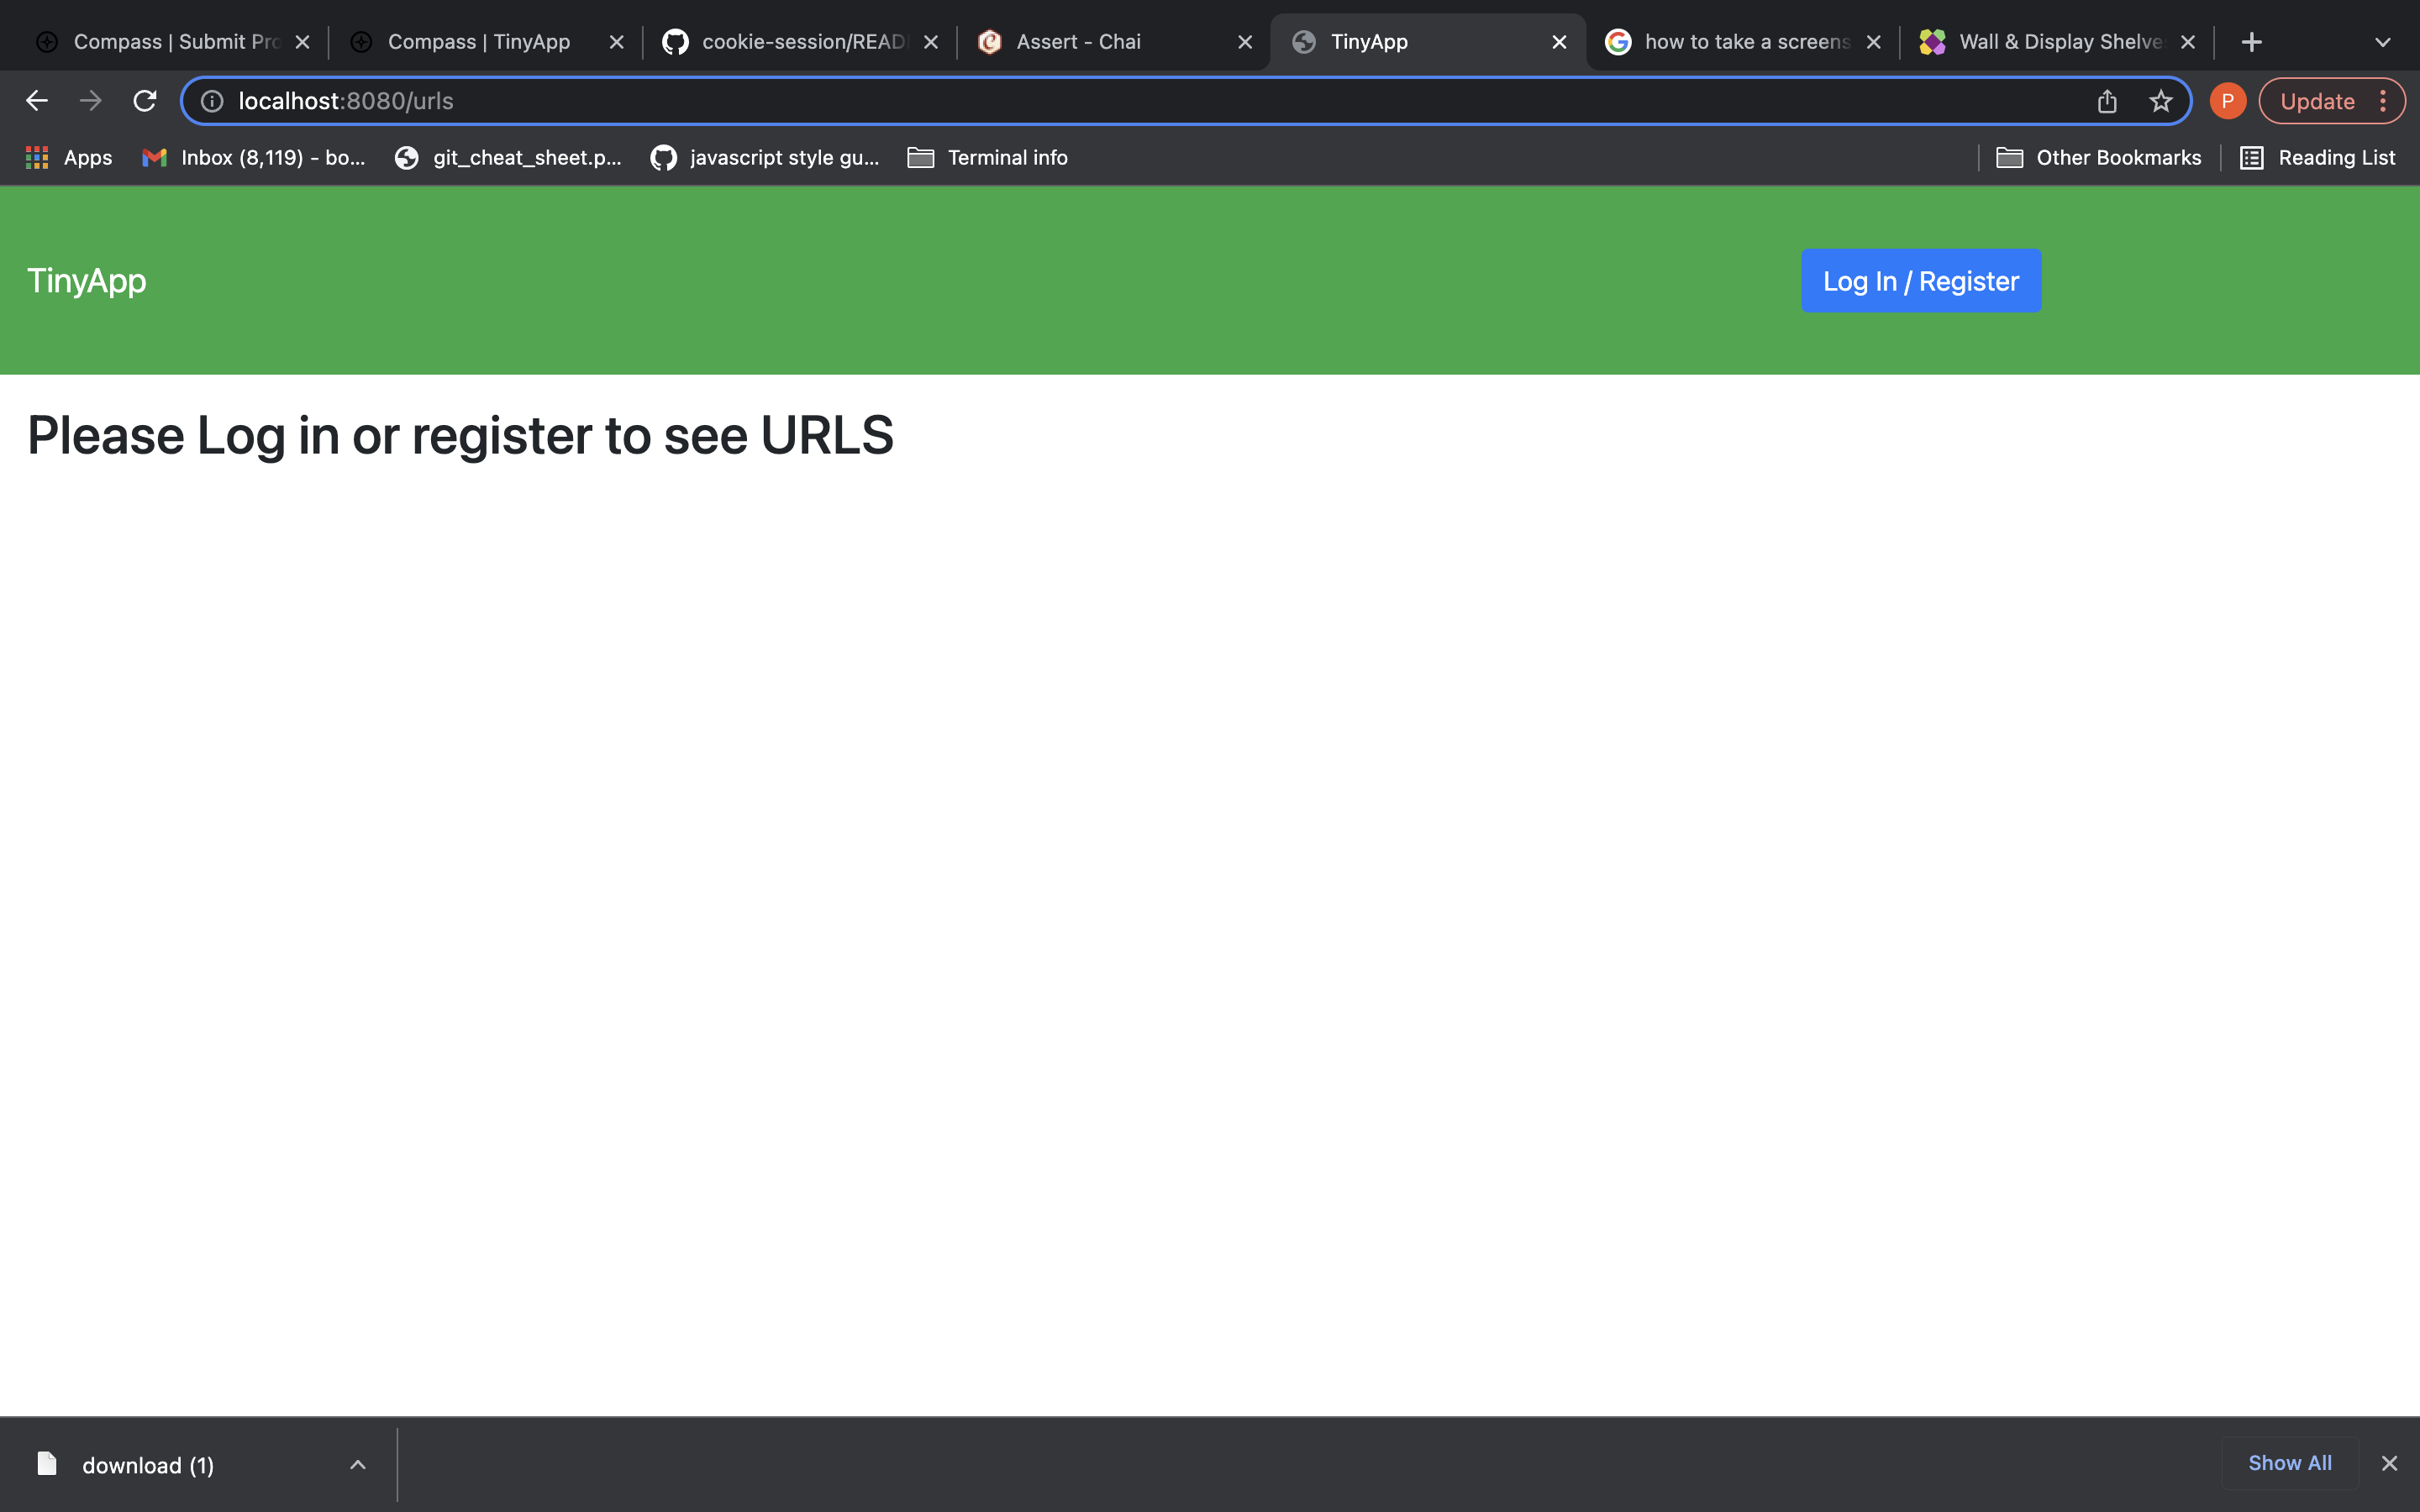 Compass | Submit Pro
Compass | TinyApp
cookie-session/READ
Assert - Chai
TinyApp
how to take a screens
Wall & Display Shelve
localhost:8080/urls
P
Update
Apps
Inbox (8,119) - bo...
git_cheat_sheet.p...
javascript style gu...
Terminal info
Other Bookmarks
Reading List
TinyApp
Log In / Register
Please Log in or register to see URLS
download (1)
Show All